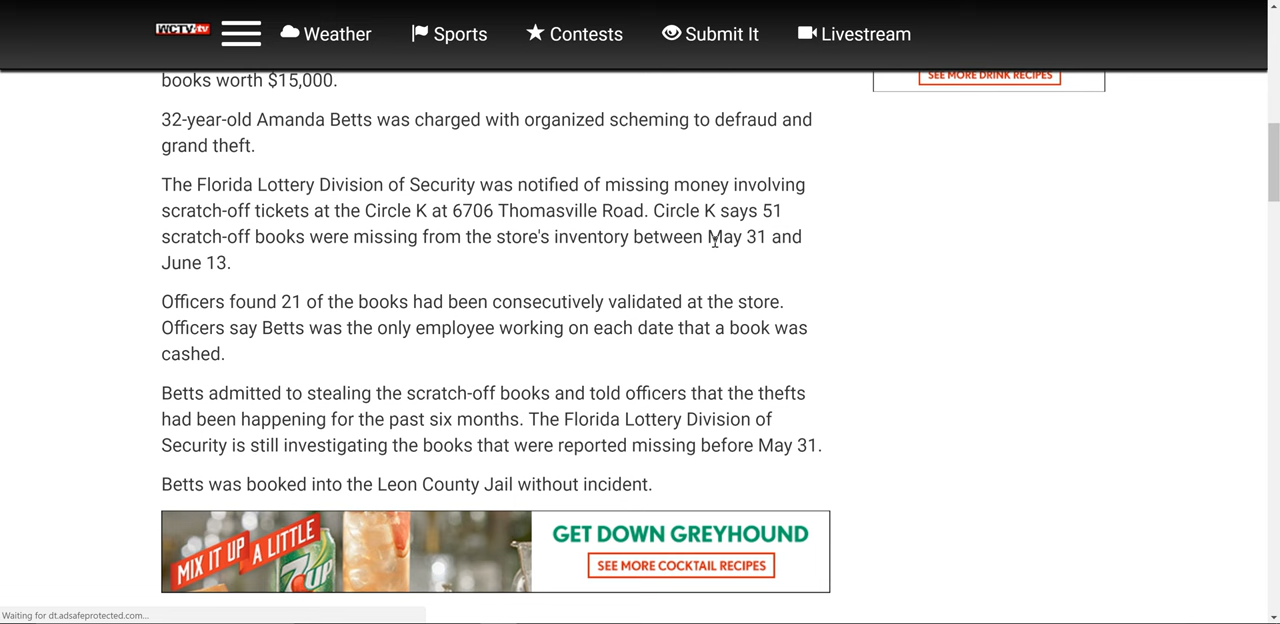 WCTV.tv Weather Sports Contests Submit It Livestream
books worth $15,000.
SEE MORE DRINK RECIPES
32-year-old Amanda Betts was charged with organized scheming to defraud and
grand theft.
The Florida Lottery Division of Security was notified of missing money involving
scratch-off tickets at the Circle K at 6706 Thomasville Road. Circle K says 51
scratch-off books were missing from the store's inventory between May 31 and
June 13.
Officers found 21 of the books had been consecutively validated at the store.
Officers say Betts was the only employee working on each date that a book was
cashed.
Betts admitted to stealing the scratch-off books and told officers that the thefts
had been happening for the past six months. The Florida Lottery Division of
Security is still investigating the books that were reported missing before May 31.
Betts was booked into the Leon County Jail without incident.
MIX IT UP
A LITTLE
7UP
GET DOWN GREYHOUND
SEE MORE COCKTAIL RECIPES
Waiting for dt.adsafeprotected.com...